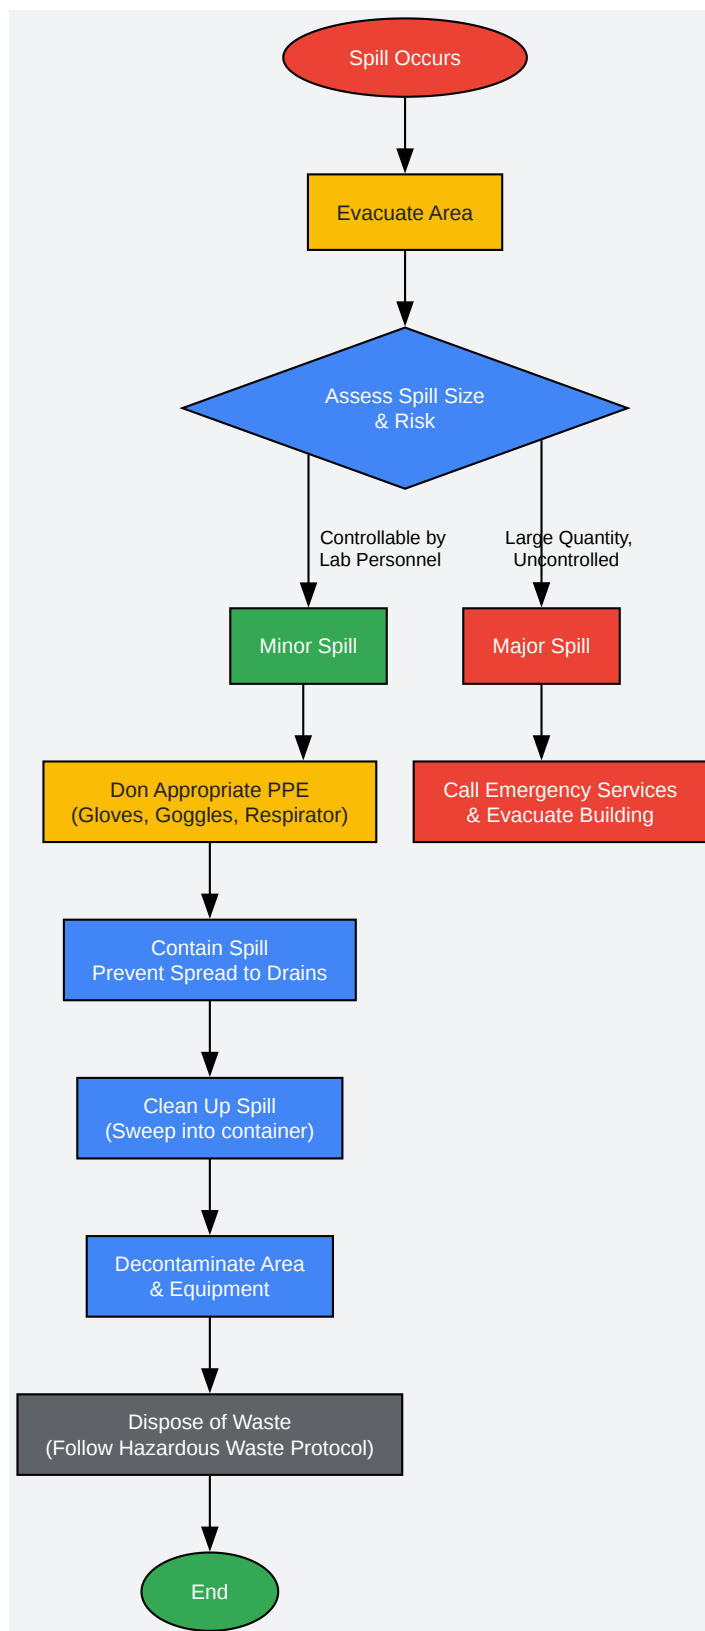 Spill Occurs
Evacuate Area
Assess Spill Size
& Risk
Controllable by
Lab Personnel
Large Quantity,
Uncontrolled
Minor Spill
Major Spill
Don Appropriate PPE
(Gloves, Goggles, Respirator)
Call Emergency Services
& Evacuate Building
Contain Spill
Prevent Spread to Drains
Clean Up Spill
(Sweep into container)
Decontaminate Area
& Equipment
Dispose of Waste
(Follow Hazardous Waste Protocol)
End